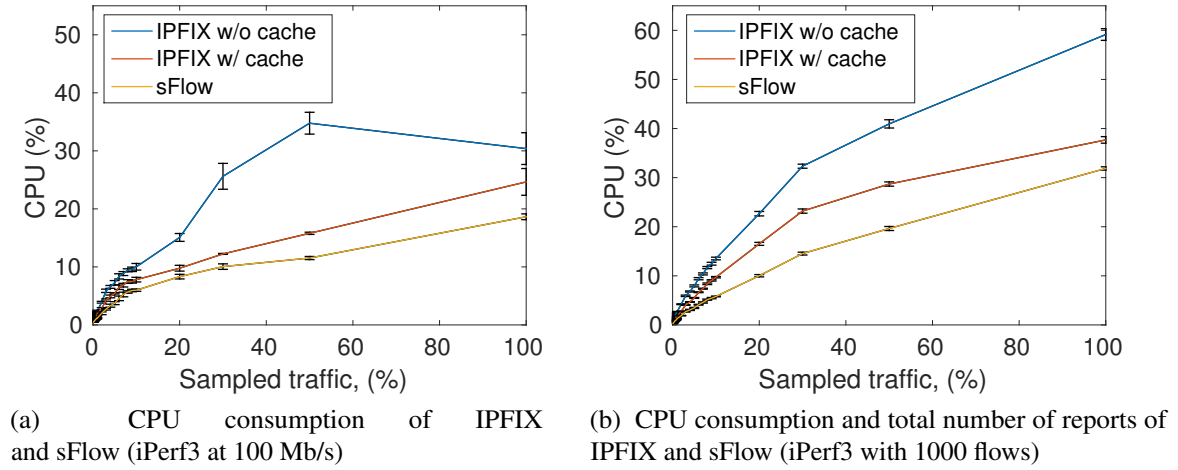 50
40
30
20
10
0
CPU (%)
IPFIX w/o cache
IPFIX w/ cache
sFlow
0 20 40 60 80 100
Sampled traffic, (%)
(a) CPU consumption of IPFIX
and sFlow (iPerf3 at 100 Mb/s)
60
50
40
30
20
10
0
CPU (%)
IPFIX w/o cache
IPFIX w/ cache
sFlow
0 20 40 60 80 100
Sampled traffic, (%)
(b) CPU consumption and total number of reports of
IPFIX and sFlow (iPerf3 with 1000 flows)